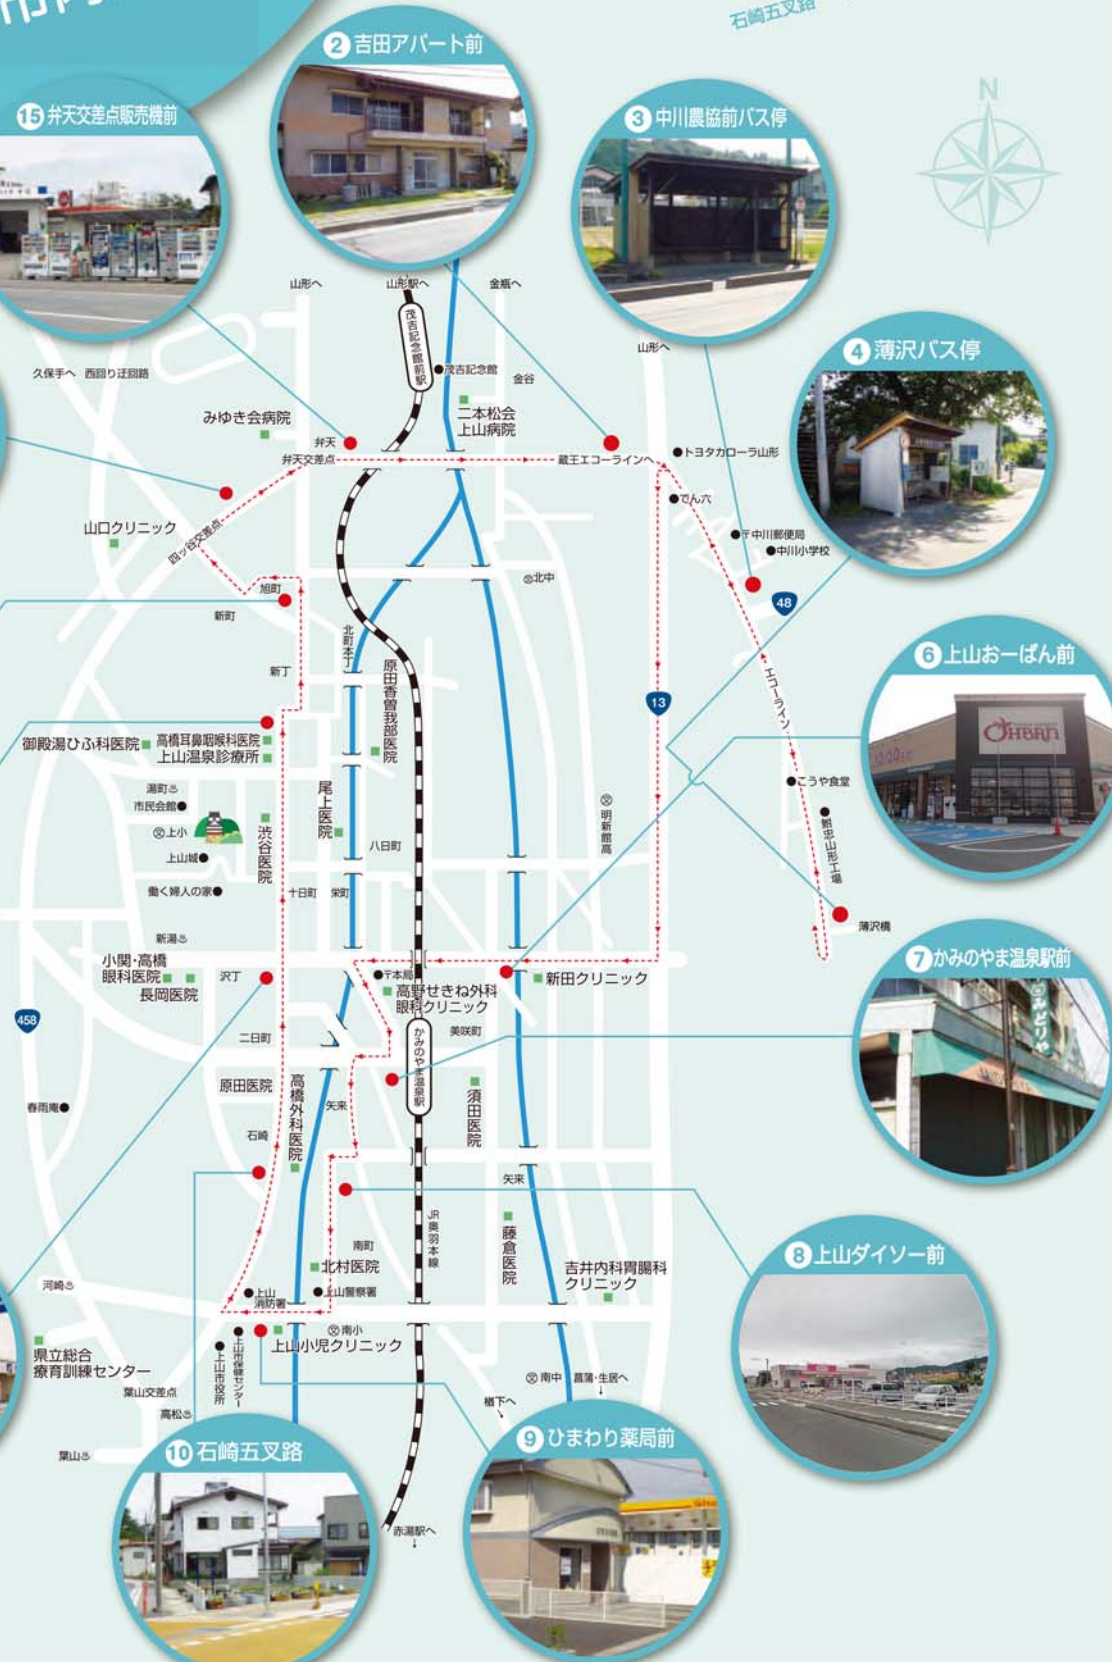 市内
石崎五叉路
2 吉田アパート前
15 弁天交差点販売機前
3 中川農協前バス停
N
4 薄沢バス停
山形へ
山形駅へ
金瓶へ
茂吉記念館前駅
山形へ
久保手へ 西回り迂回路
茂吉記念館
金谷
みゆき会病院
二本松会
上山病院
弁天
弁天交差点
蔵王エコーラインへ
トヨタカローラ山形
でん六
山口クリニック
四ッ谷交差点
〒中川郵便局
中川小学校
北中
旭町
新町
48
北町本丁
新丁
原田香曽我部医院
エコーライン
6 上山おーばん前
OHBAN
10:00
13
御殿湯ひふ科医院
高橋耳鼻咽喉科医院
上山温泉診療所
湯町
市民会館
上小
上山城
働く婦人の家
渋谷医院
尾上医院
八日町
十日町
栄町
明新館高
こうや食堂
鮨忠山形工場
薄沢橋
新湯
小関・高橋
眼科医院
長岡医院
沢丁
〒本局
高野せきね外科
眼科クリニック
新田クリニック
7 かみのやま温泉駅前
みどりや
458
二日町
かみのやま温泉駅
美咲町
原田医院
高橋外科医院
矢来
須田医院
春雨庵
石崎
矢来
JR奥羽本線
藤倉医院
南町
北村医院
吉井内科胃腸科
クリニック
8 上山ダイソー前
河崎
上山
消防署
上山警察署
南小
上山小児クリニック
県立総合
療育訓練センター
上山市役所
上山市保健センター
葉山交差点
高松
葉山
南中
菖蒲・生居へ
楢下へ
10 石崎五叉路
9 ひまわり薬局前
赤湯駅へ